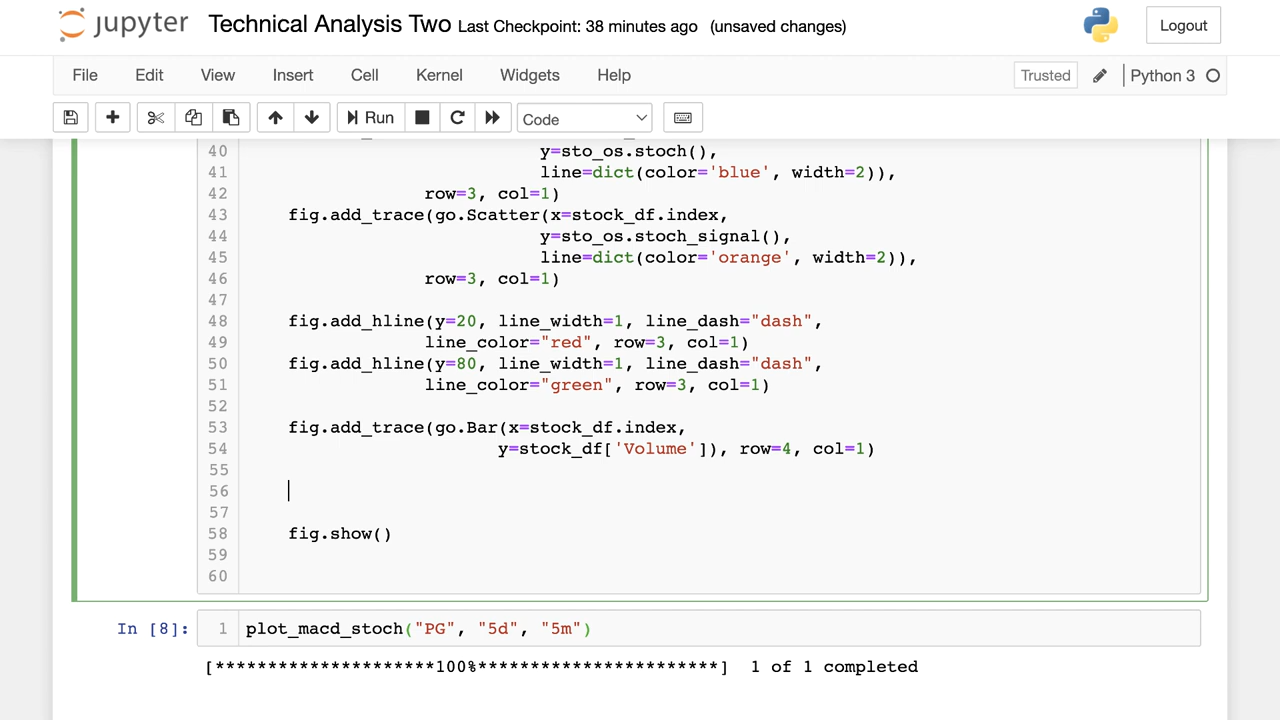 jupyter Technical Analysis Two Last Checkpoint: 38 minutes ago (unsaved changes) Logout
File Edit View Insert Cell Kernel Widgets Help Trusted Python 3
Run Code
40 y=sto_os.stoch(),
41 line=dict(color='blue', width=2)),
42 row=3, col=1)
43 fig.add_trace(go.Scatter(x=stock_df.index,
44 y=sto_os.stoch_signal(),
45 line=dict(color='orange', width=2)),
46 row=3, col=1)
47
48 fig.add_hline(y=20, line_width=1, line_dash="dash",
49 line_color="red", row=3, col=1)
50 fig.add_hline(y=80, line_width=1, line_dash="dash",
51 line_color="green", row=3, col=1)
52
53 fig.add_trace(go.Bar(x=stock_df.index,
54 y=stock_df['Volume']), row=4, col=1)
55
56
57
58 fig.show()
59
60
In [8]: 1 plot_macd_stoch("PG", "5d", "5m")
[*********************100%***********************] 1 of 1 completed